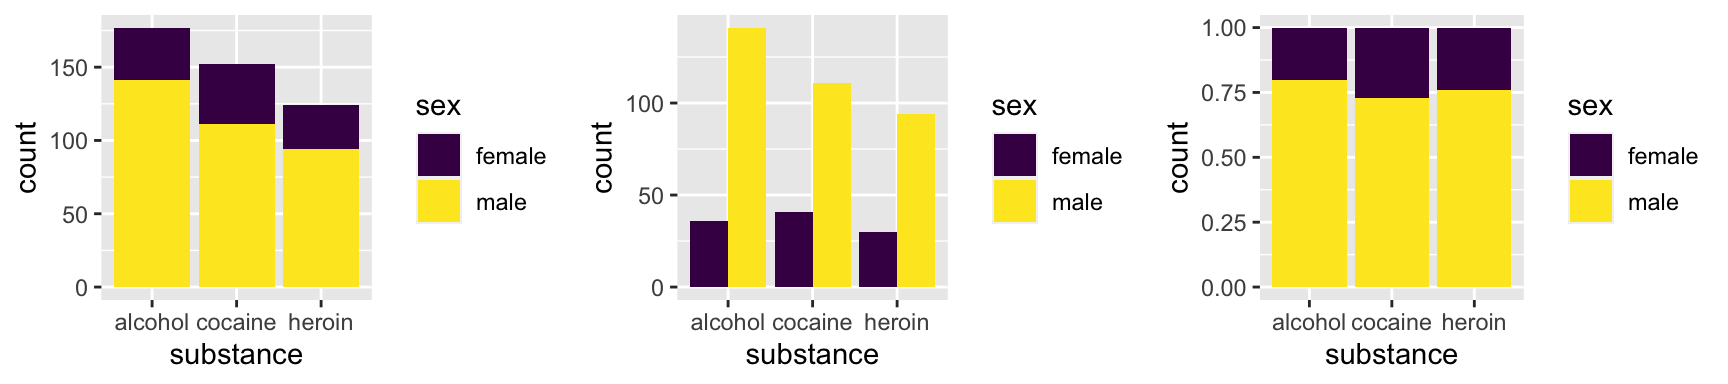 count
150
100
50
0
alcohol cocaine heroin
substance
sex
female
male
count
100
50
0
alcohol cocaine heroin
substance
sex
female
male
count
1.00
0.75
0.50
0.25
0.00
alcohol cocaine heroin
substance
sex
female
male